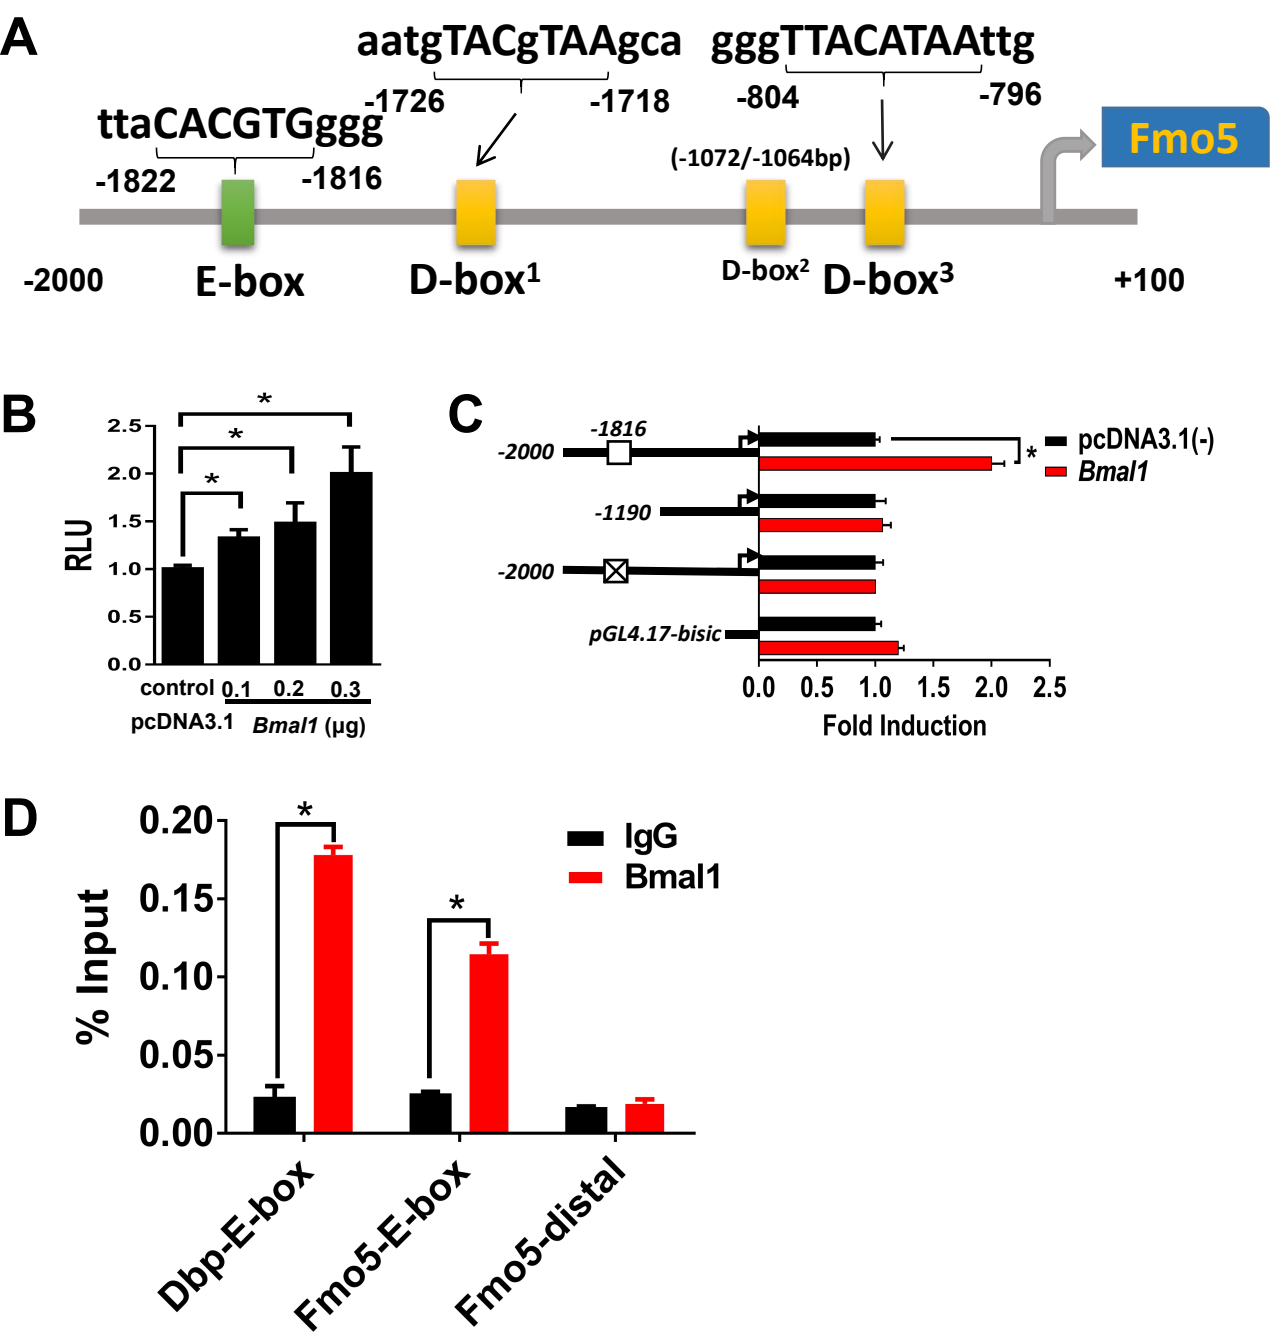 A
aatgTACgTAAgca gggTTACATAAttg
-1726 -1718 -804 -796
ttaCACGTGggg
-1822 -1816
(-1072/-1064bp)
Fmo5
-2000 E-box D-box¹ D-box² D-box³ +100
B
RLU
2.5
2.0
1.5
1.0
0.5
0.0
*
*
*
control 0.1 0.2 0.3
pcDNA3.1 Bmal1 (μg)
C
-1816
-2000
-1190
-2000
pGL4.17-bisic
*
pcDNA3.1(-)
Bmal1
0.0 0.5 1.0 1.5 2.0 2.5
Fold Induction
D
% Input
0.20
0.15
0.10
0.05
0.00
*
*
IgG
Bmal1
Dbp-E-box
Fmo5-E-box
Fmo5-distal